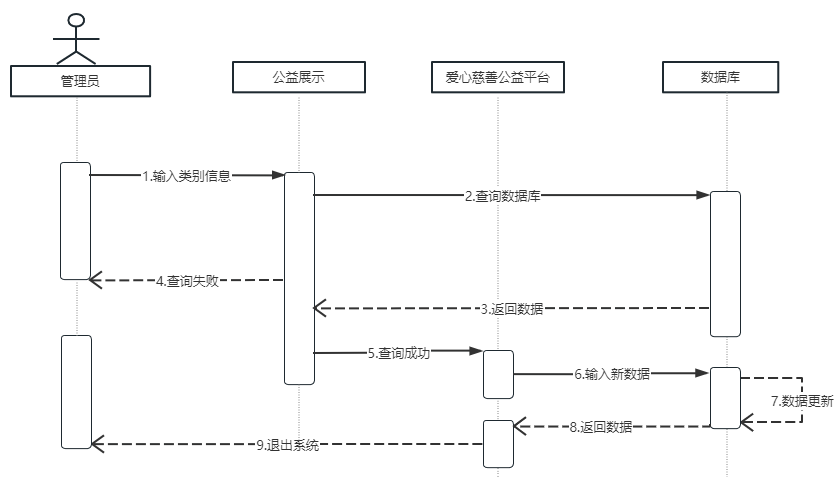 管理员
公益展示
爱心慈善公益平台
数据库
1.输入类别信息
2.查询数据库
4.查询失败
3.返回数据
5.查询成功
6.输入新数据
7.数据更新
8.返回数据
9.退出系统